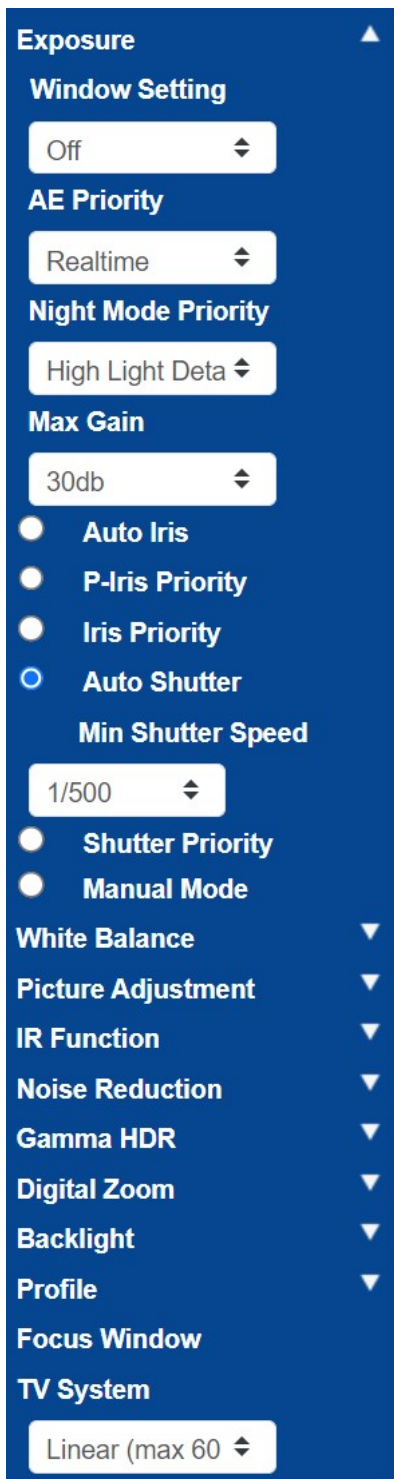 Exposure
Window Setting
Off
AE Priority
Realtime
Night Mode Priority
High Light Deta
Max Gain
30db
Auto Iris
P-Iris Priority
Iris Priority
Auto Shutter
Min Shutter Speed
1/500
Shutter Priority
Manual Mode
White Balance
Picture Adjustment
IR Function
Noise Reduction
Gamma HDR
Digital Zoom
Backlight
Profile
Focus Window
TV System
Linear (max 60